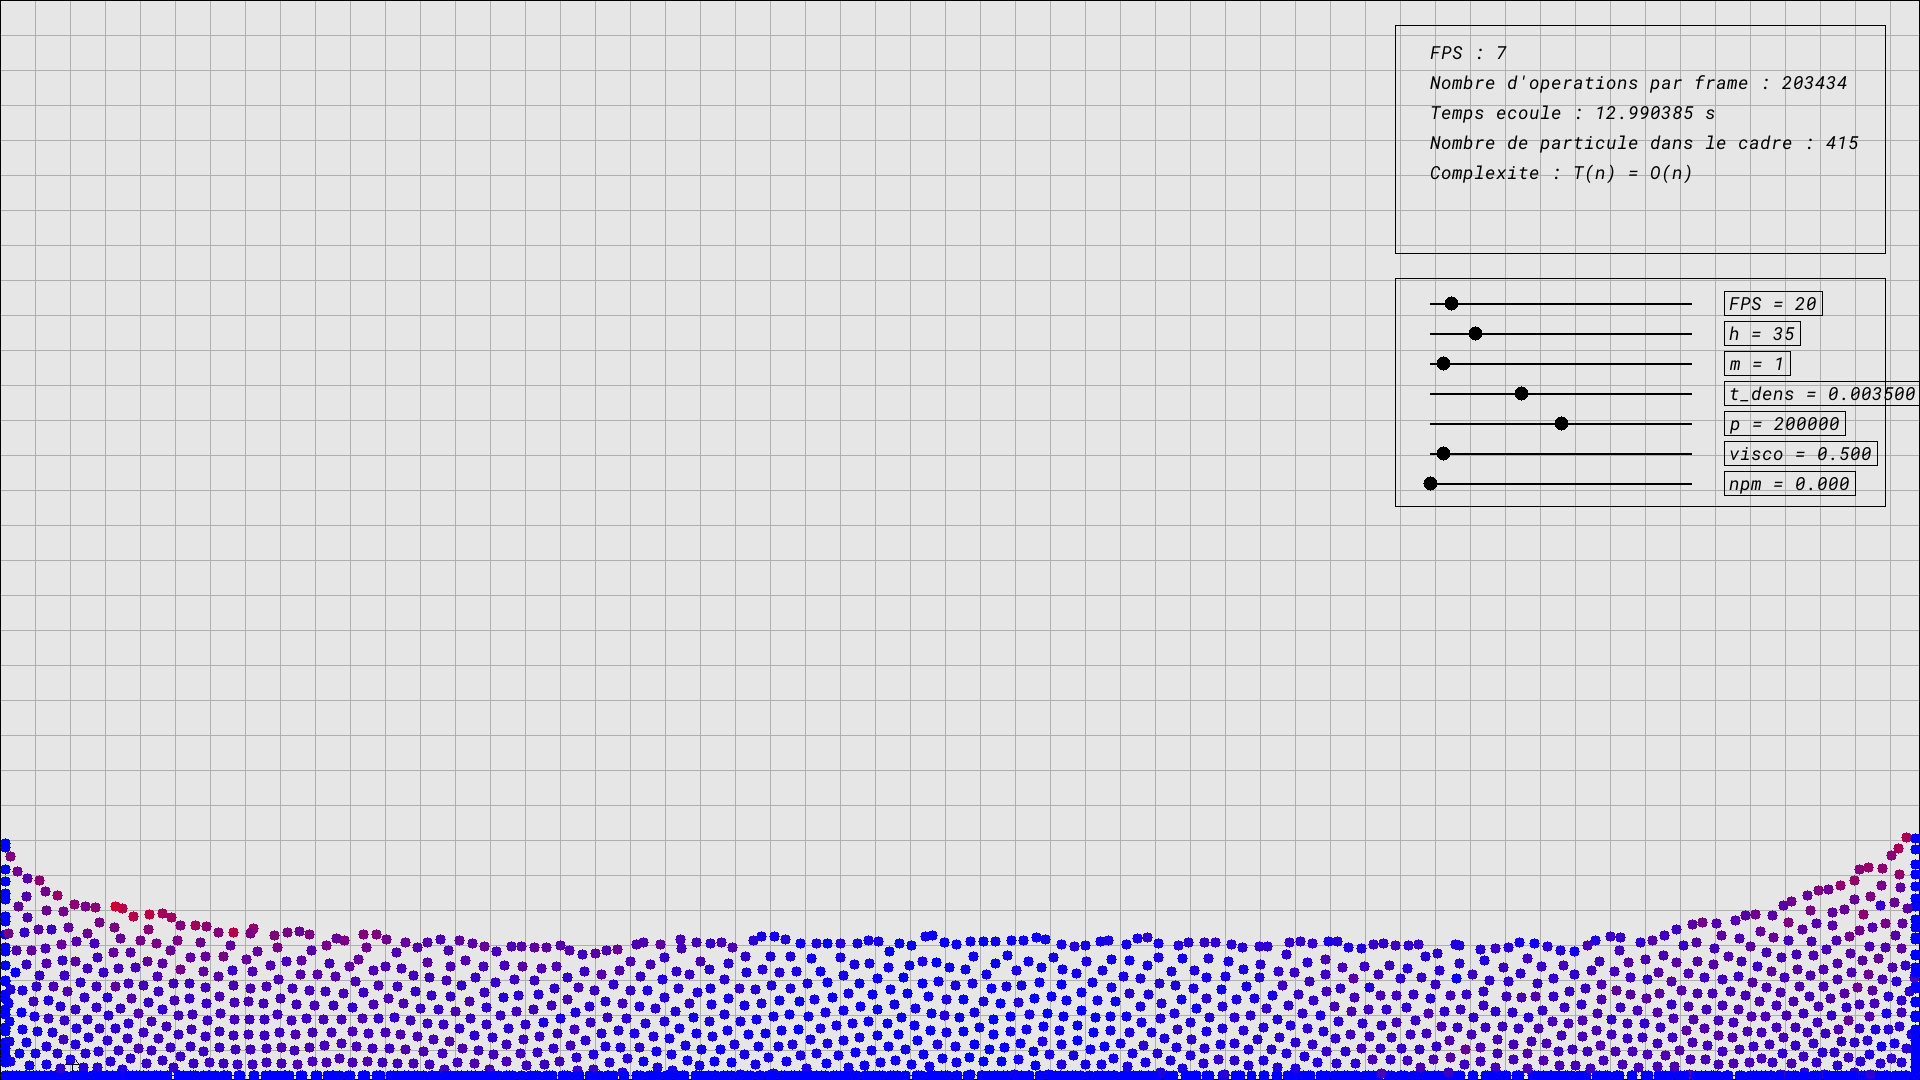 FPS : 7
Nombre d'operations par frame : 203434
Temps ecoule : 12.990385 s
Nombre de particule dans le cadre : 415
Complexite : T(n) = O(n)
FPS = 20
h = 35
m = 1
t_dens = 0.003500
p = 200000
visco = 0.500
npm = 0.000